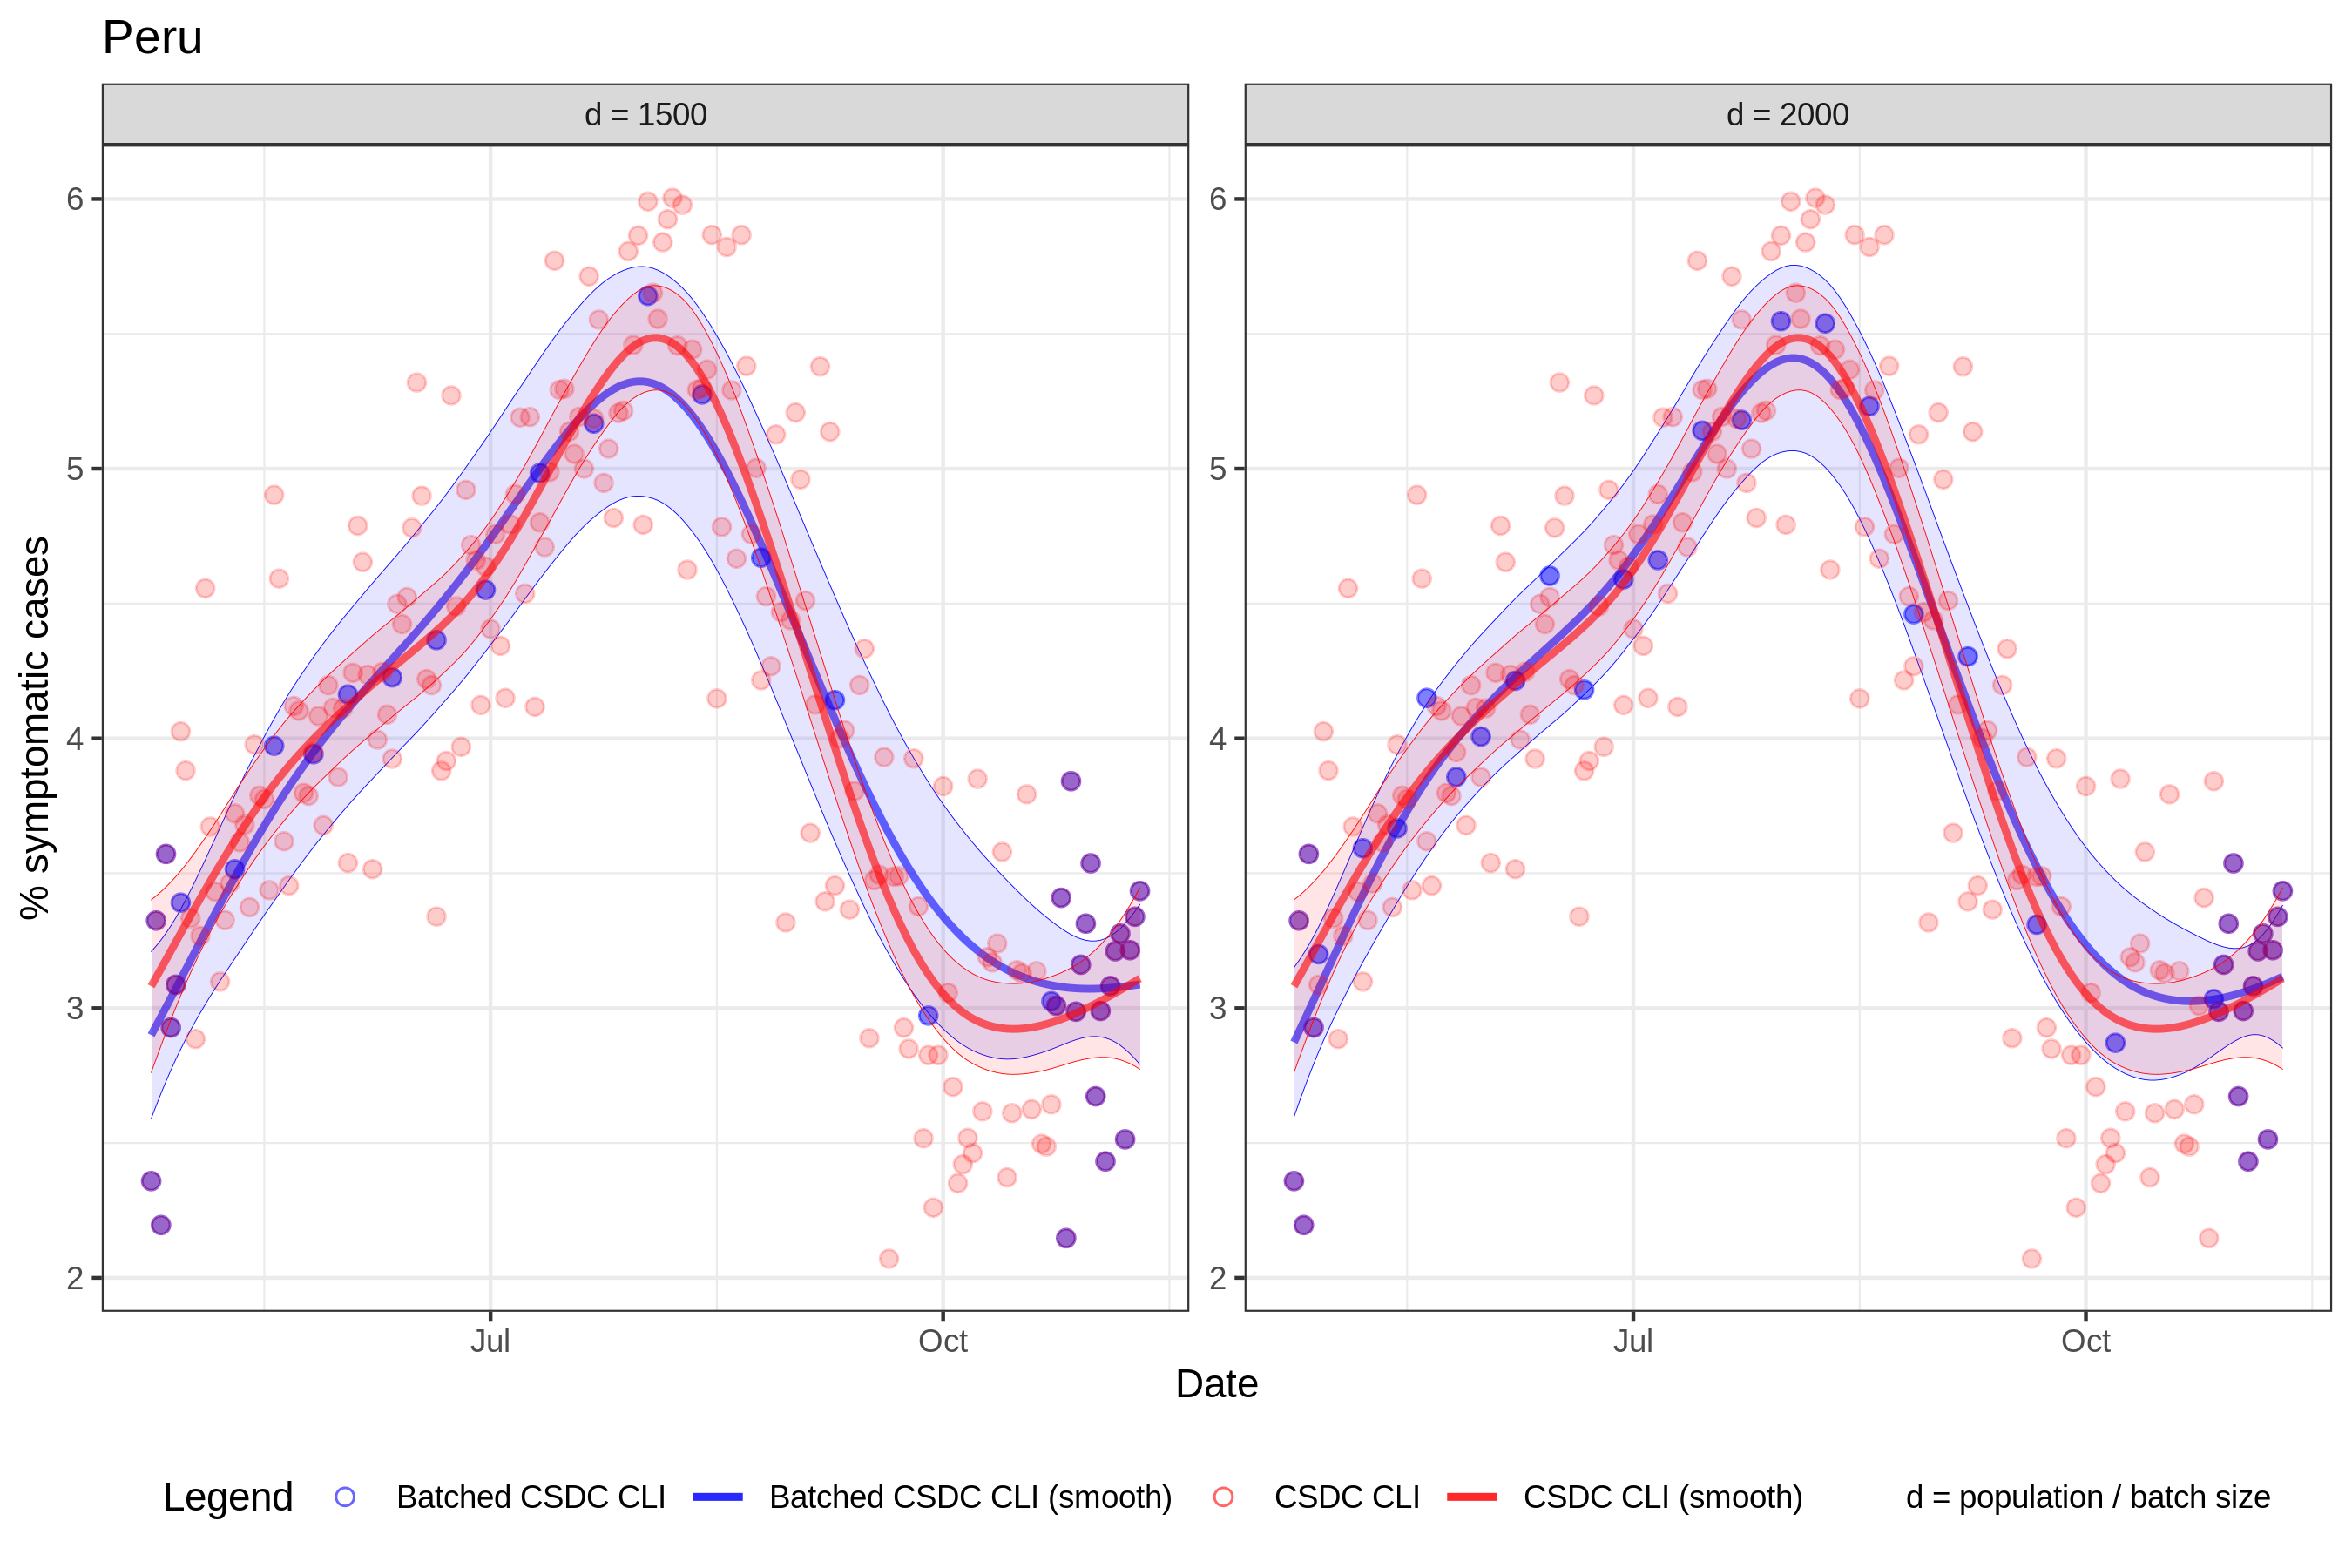 Peru
d = 1500
d = 2000
% symptomatic cases
6
5
4
3
2
6
5
4
3
2
Jul
Oct
Jul
Oct
Date
Legend
Batched CSDC CLI
Batched CSDC CLI (smooth)
CSDC CLI
CSDC CLI (smooth)
d = population / batch size